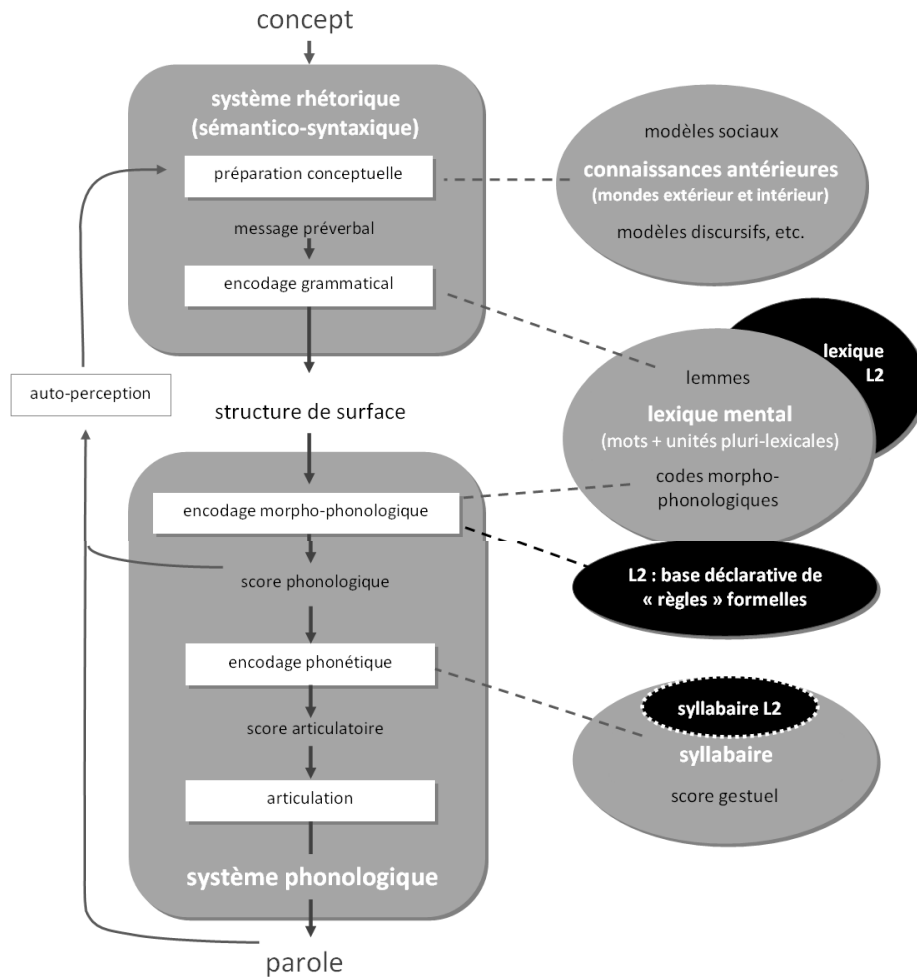 concept
système rhétorique
(sémantico-syntaxique)
préparation conceptuelle
message préverbal
encodage grammatical
modèles sociaux
connaissances antérieures
(mondes extérieur et intérieur)
modèles discursifs, etc.
auto-perception
structure de surface
lexique
L2
lemmes
lexique mental
(mots + unités pluri-lexicales)
codes morpho-
phonologiques
encodage morpho-phonologique
score phonologique
L2 : base déclarative de
« règles » formelles
encodage phonétique
score articulatoire
articulation
système phonologique
syllabaire L2
syllabaire
score gestuel
parole